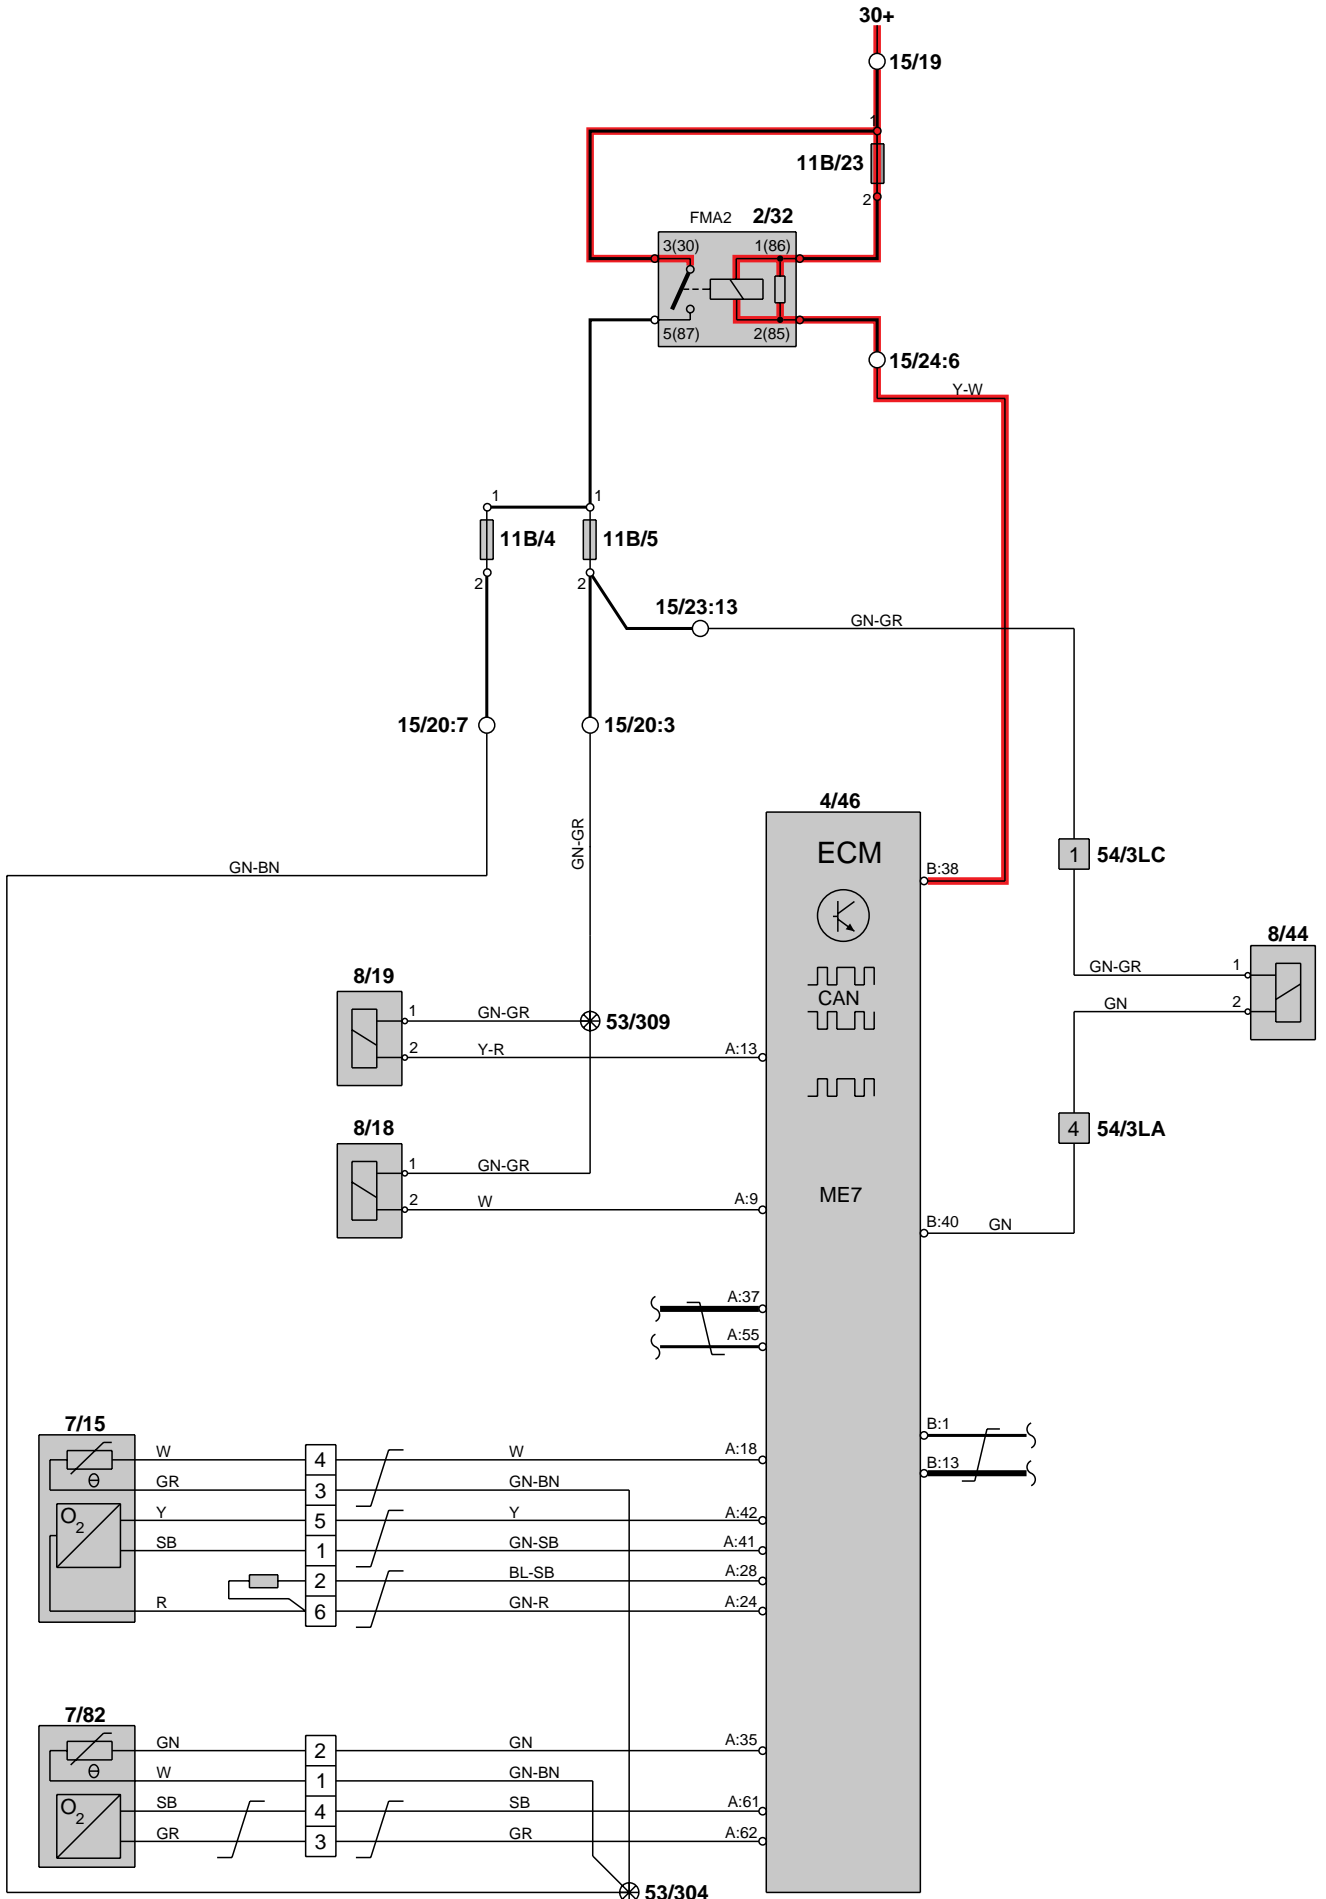 30+
15/19
1
11B/23
2
FMA2 2/32
3(30) 1(86)
5(87) 2(85)
15/24:6
Y-W
1 1
11B/4 11B/5
2 2
15/23:13
GN-GR
15/20:7 15/20:3
GN-GR
4/46
ECM
1 54/3LC
GN-BN
B:38
8/44
8/19
CAN
GN-GR 1
1 GN-GR
53/309
GN 2
2 Y-R A:13
8/18
4 54/3LA
1 GN-GR
ME7
2 W A:9
B:40 GN
A:37
A:55
7/15
B:1
W 4 W A:18
B:13
θ
GR 3 GN-BN
O2
Y 5 Y A:42
SB 1 GN-SB A:41
2 BL-SB A:28
R 6 GN-R A:24
7/82
GN 2 GN A:35
θ
W 1 GN-BN
O2
SB 4 SB A:61
GR 3 GR A:62
53/304